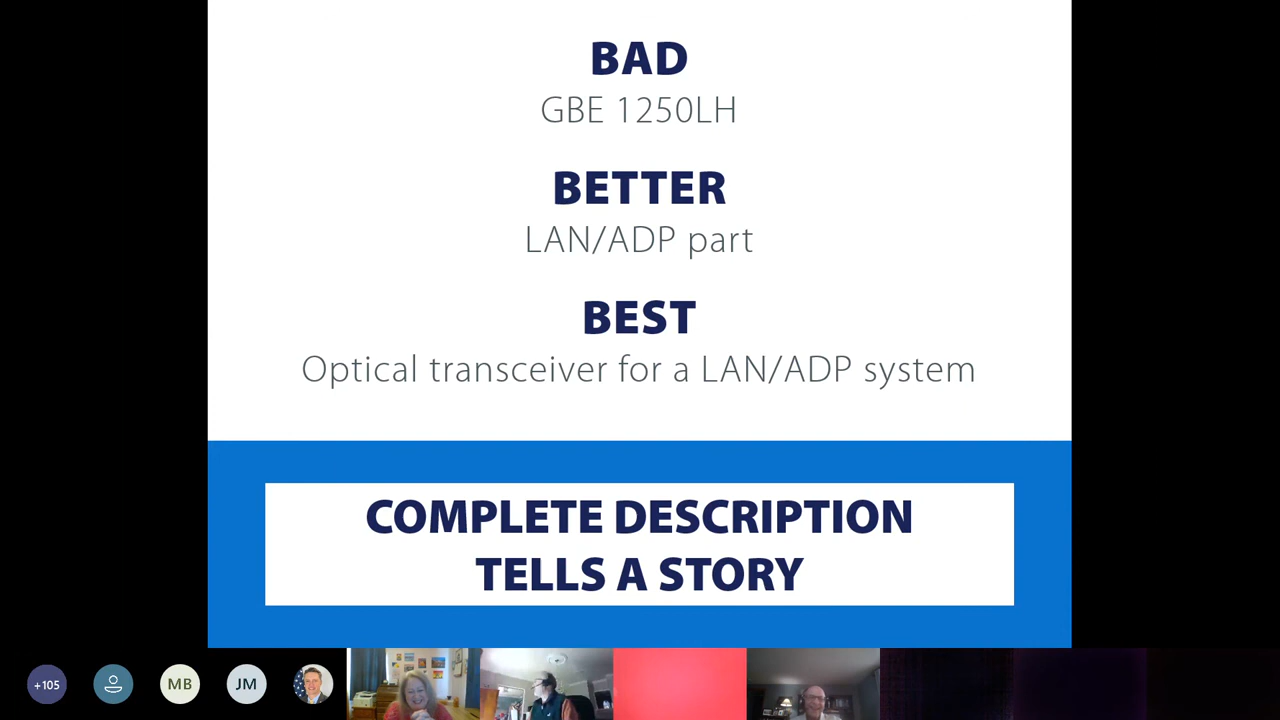 BAD
GBE 1250LH
BETTER
LAN/ADP part
BEST
Optical transceiver for a LAN/ADP system
COMPLETE DESCRIPTION
TELLS A STORY
+105
MB
JM